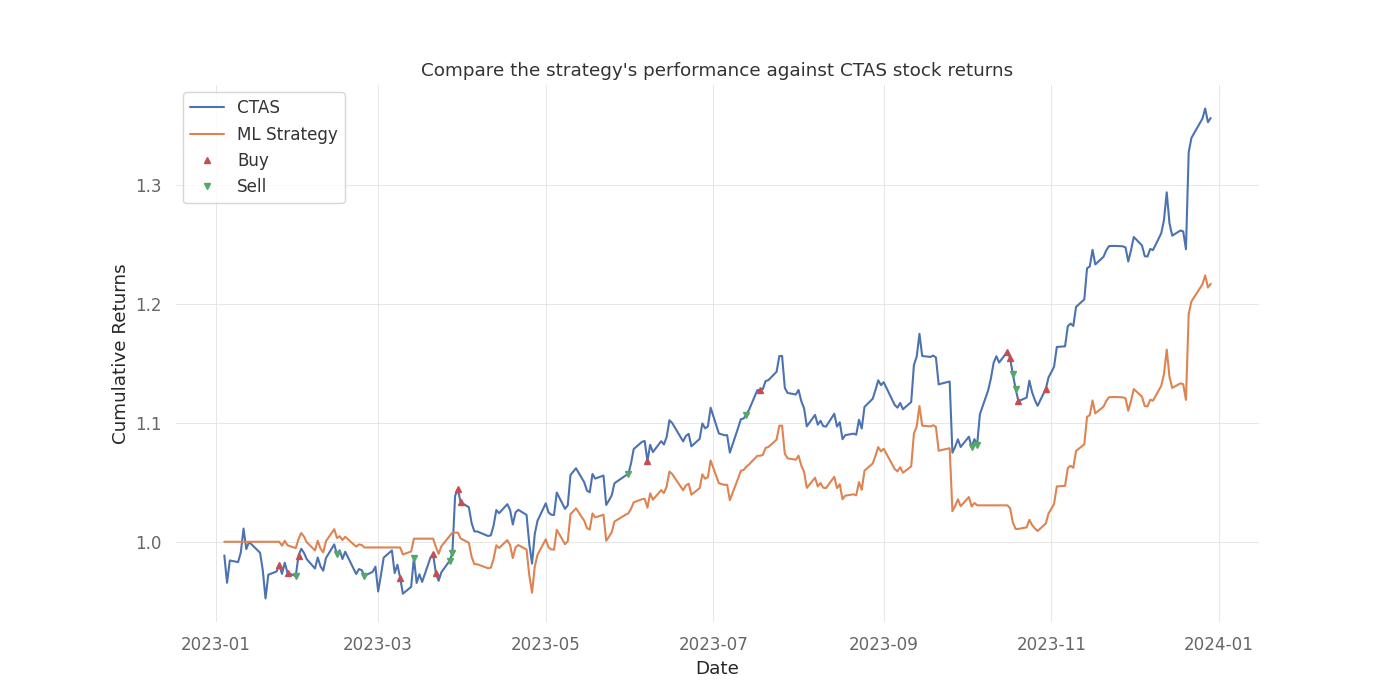 Compare the strategy's performance against CTAS stock returns
CTAS
ML Strategy
Buy
Sell
Cumulative Returns
1.3
1.2
1.1
1.0
2023-01
2023-03
2023-05
2023-07
2023-09
2023-11
2024-01
Date